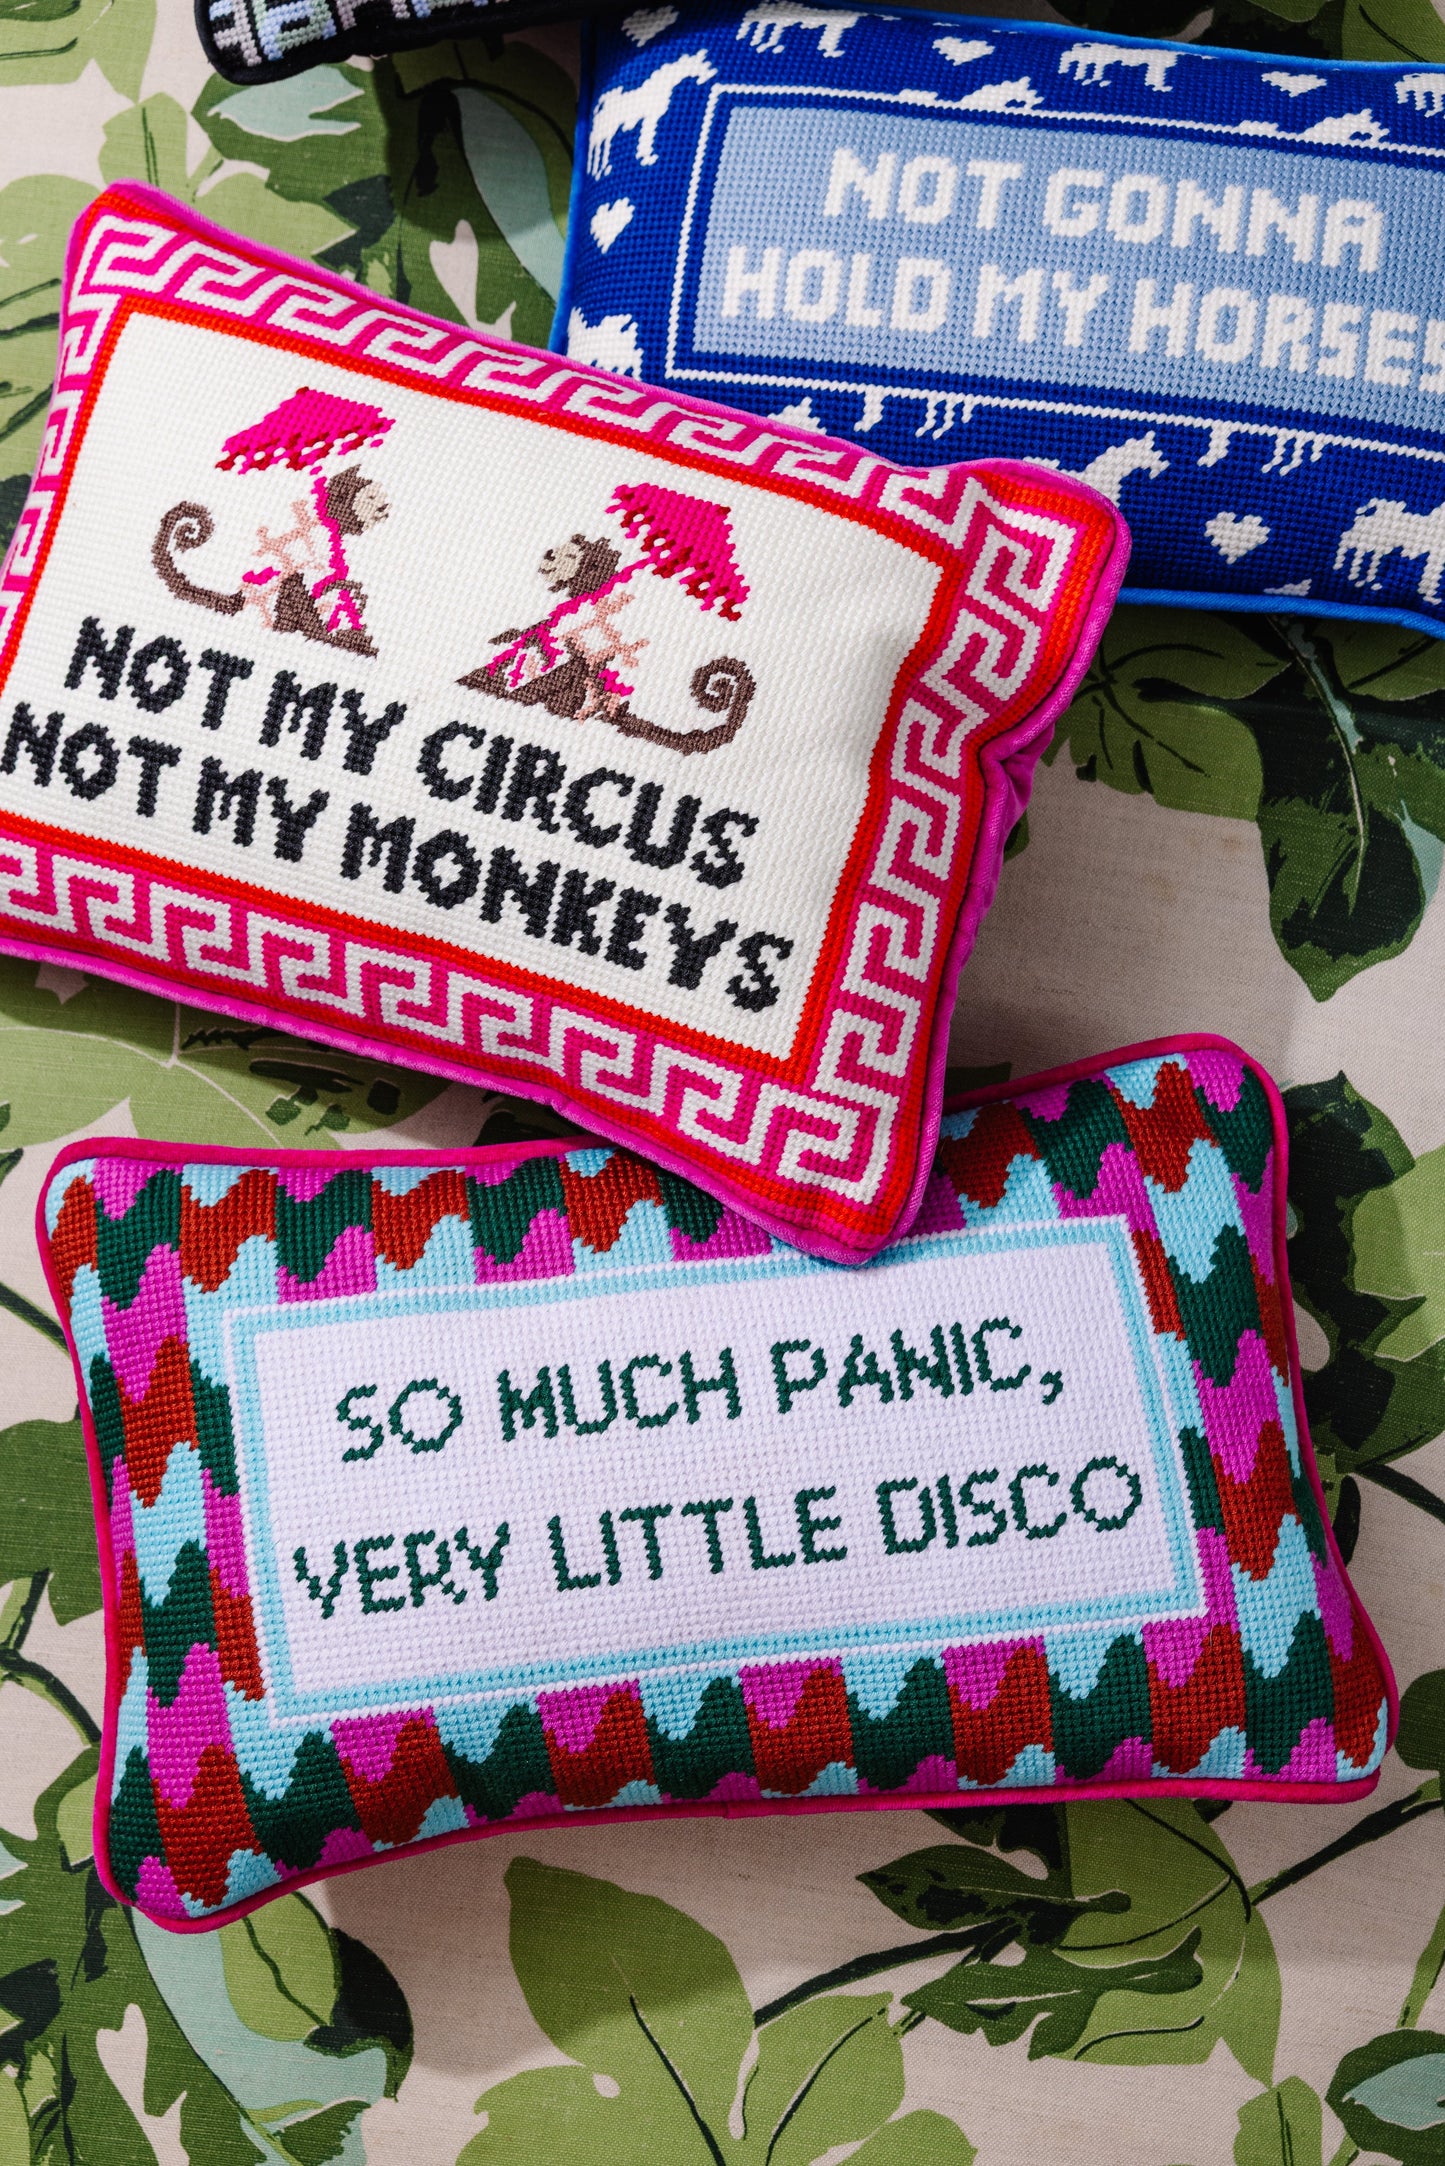 NOT GONNA
HOLD MY HORSES
NOT MY CIRCUS
NOT MY MONKEYS
SO MUCH PANIC,
VERY LITTLE DISCO